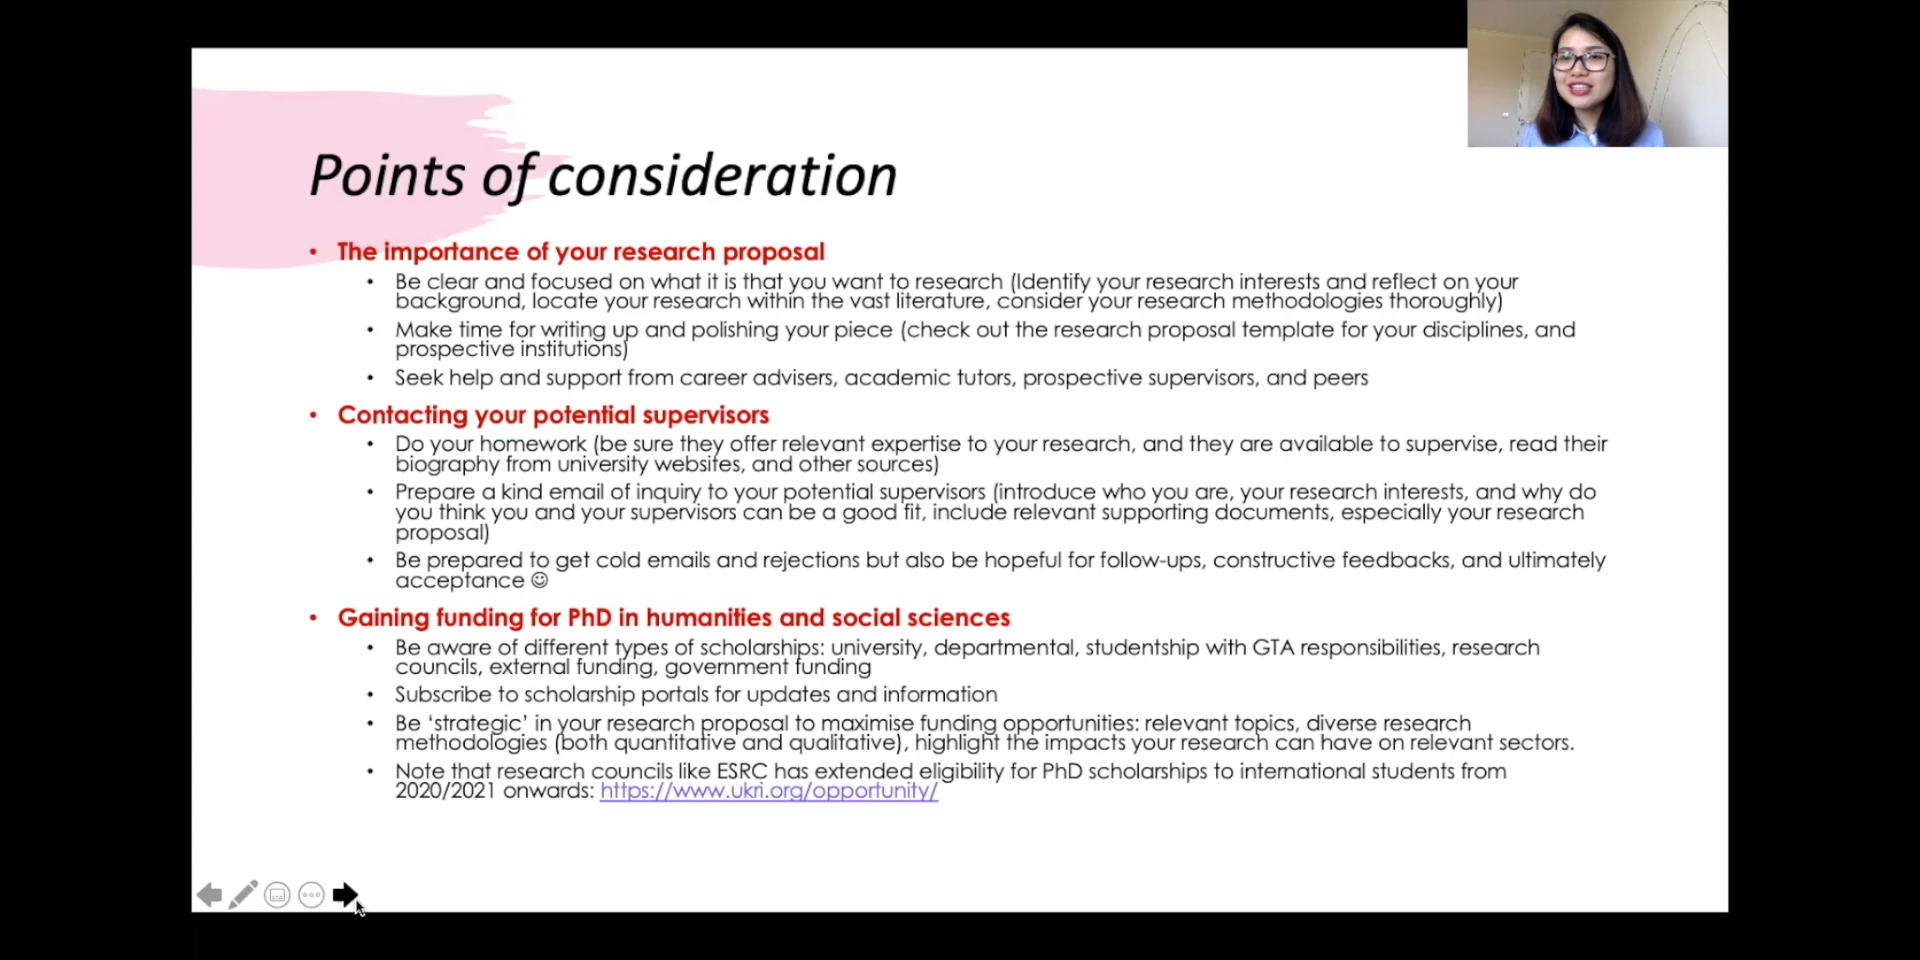 Points of consideration
• The importance of your research proposal
• Be clear and focused on what it is that you want to research (Identify your research interests and reflect on your
background, locate your research within the vast literature, consider your research methodologies thoroughly)
• Make time for writing up and polishing your piece (check out the research proposal template for your disciplines, and
prospective institutions)
• Seek help and support from career advisers, academic tutors, prospective supervisors, and peers
• Contacting your potential supervisors
• Do your homework (be sure they offer relevant expertise to your research, and they are available to supervise, read their
biography from university websites, and other sources)
• Prepare a kind email of inquiry to your potential supervisors (introduce who you are, your research interests, and why do
you think you and your supervisors can be a good fit, include relevant supporting documents, especially your research
proposal)
• Be prepared to get cold emails and rejections but also be hopeful for follow-ups, constructive feedbacks, and ultimately
acceptance ☺
• Gaining funding for PhD in humanities and social sciences
• Be aware of different types of scholarships: university, departmental, studentship with GTA responsibilities, research
councils, external funding, government funding
• Subscribe to scholarship portals for updates and information
• Be ‘strategic’ in your research proposal to maximise funding opportunities: relevant topics, diverse research
methodologies (both quantitative and qualitative), highlight the impacts your research can have on relevant sectors.
• Note that research councils like ESRC has extended eligibility for PhD scholarships to international students from
2020/2021 onwards: https://www.ukri.org/opportunity/